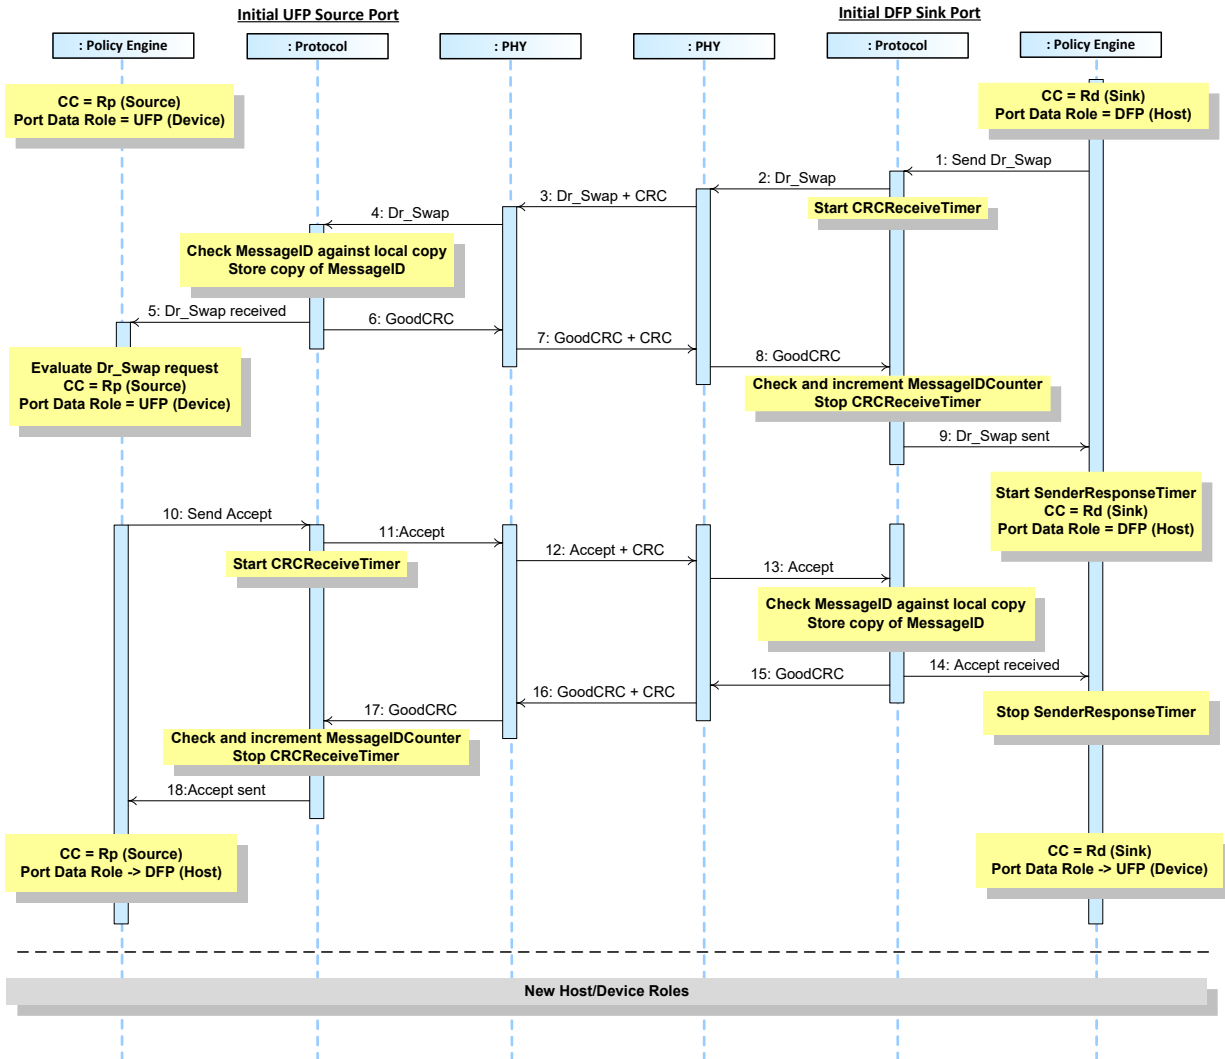 Initial UFP Source Port
Initial DFP Sink Port
: Policy Engine
: Protocol
: PHY
: PHY
: Protocol
: Policy Engine
CC = Rp (Source)
Port Data Role = UFP (Device)
CC = Rd (Sink)
Port Data Role = DFP (Host)
1: Send Dr_Swap
2: Dr_Swap
Start CRCReceiveTimer
3: Dr_Swap + CRC
4: Dr_Swap
Check MessageID against local copy
Store copy of MessageID
5: Dr_Swap received
6: GoodCRC
7: GoodCRC + CRC
8: GoodCRC
Evaluate Dr_Swap request
CC = Rp (Source)
Port Data Role = UFP (Device)
Check and increment MessageIDCounter
Stop CRCReceiveTimer
9: Dr_Swap sent
Start SenderResponseTimer
CC = Rd (Sink)
Port Data Role = DFP (Host)
10: Send Accept
11:Accept
Start CRCReceiveTimer
12: Accept + CRC
13: Accept
Check MessageID against local copy
Store copy of MessageID
14: Accept received
15: GoodCRC
16: GoodCRC + CRC
17: GoodCRC
Stop SenderResponseTimer
Check and increment MessageIDCounter
Stop CRCReceiveTimer
18:Accept sent
CC = Rp (Source)
Port Data Role -> DFP (Host)
CC = Rd (Sink)
Port Data Role -> UFP (Device)
New Host/Device Roles